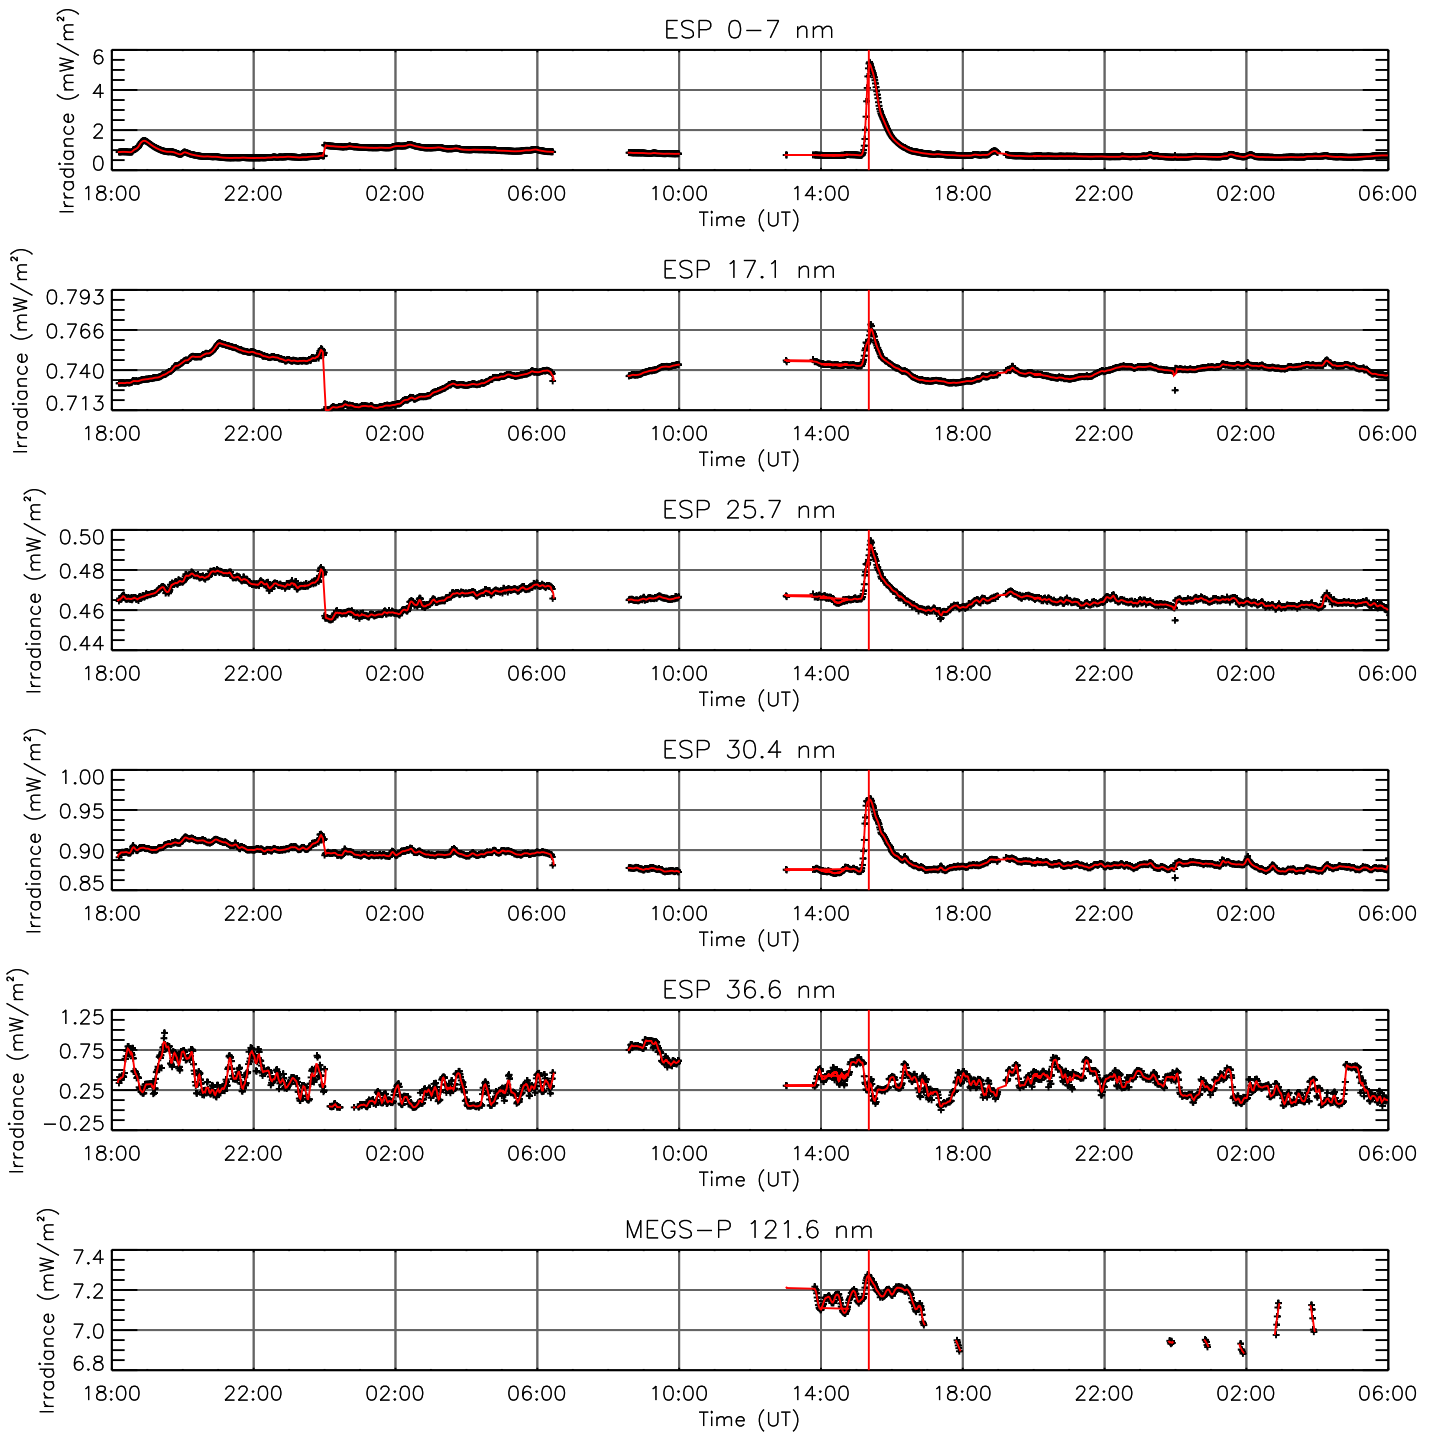 ESP 0−7 nm
Irradiance (mW/m²)
6
4
2
0
18:00 22:00 02:00 06:00 10:00 14:00 18:00 22:00 02:00 06:00
Time (UT)
ESP 17.1 nm
Irradiance (mW/m²)
0.793
0.766
0.740
0.713
18:00 22:00 02:00 06:00 10:00 14:00 18:00 22:00 02:00 06:00
Time (UT)
ESP 25.7 nm
Irradiance (mW/m²)
0.50
0.48
0.46
0.44
18:00 22:00 02:00 06:00 10:00 14:00 18:00 22:00 02:00 06:00
Time (UT)
ESP 30.4 nm
Irradiance (mW/m²)
1.00
0.95
0.90
0.85
18:00 22:00 02:00 06:00 10:00 14:00 18:00 22:00 02:00 06:00
Time (UT)
ESP 36.6 nm
Irradiance (mW/m²)
1.25
0.75
0.25
−0.25
18:00 22:00 02:00 06:00 10:00 14:00 18:00 22:00 02:00 06:00
Time (UT)
MEGS−P 121.6 nm
Irradiance (mW/m²)
7.4
7.2
7.0
6.8
18:00 22:00 02:00 06:00 10:00 14:00 18:00 22:00 02:00 06:00
Time (UT)